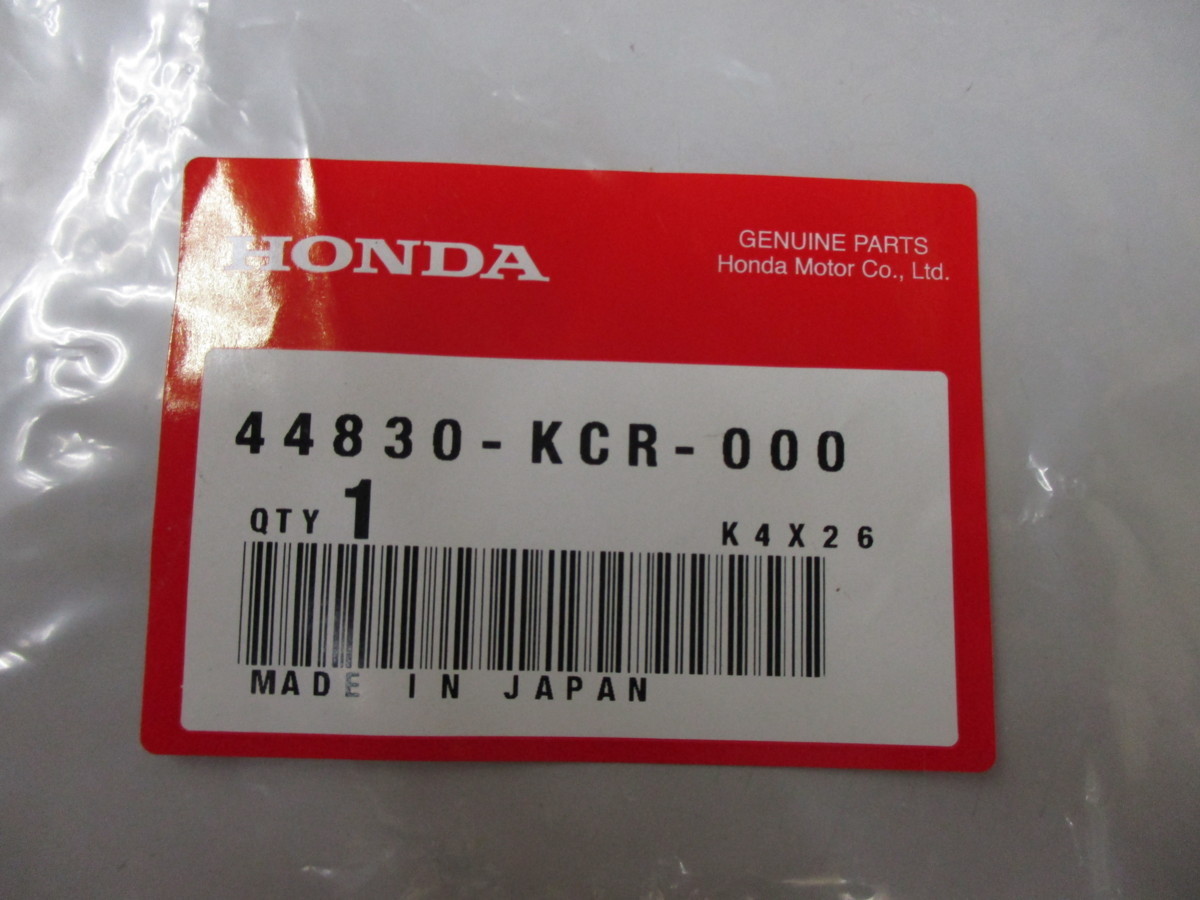 HONDA
GENUINE PARTS
Honda Motor Co., Ltd.
44830-KCR-000
QTY 1
K4X26
MADE IN JAPAN